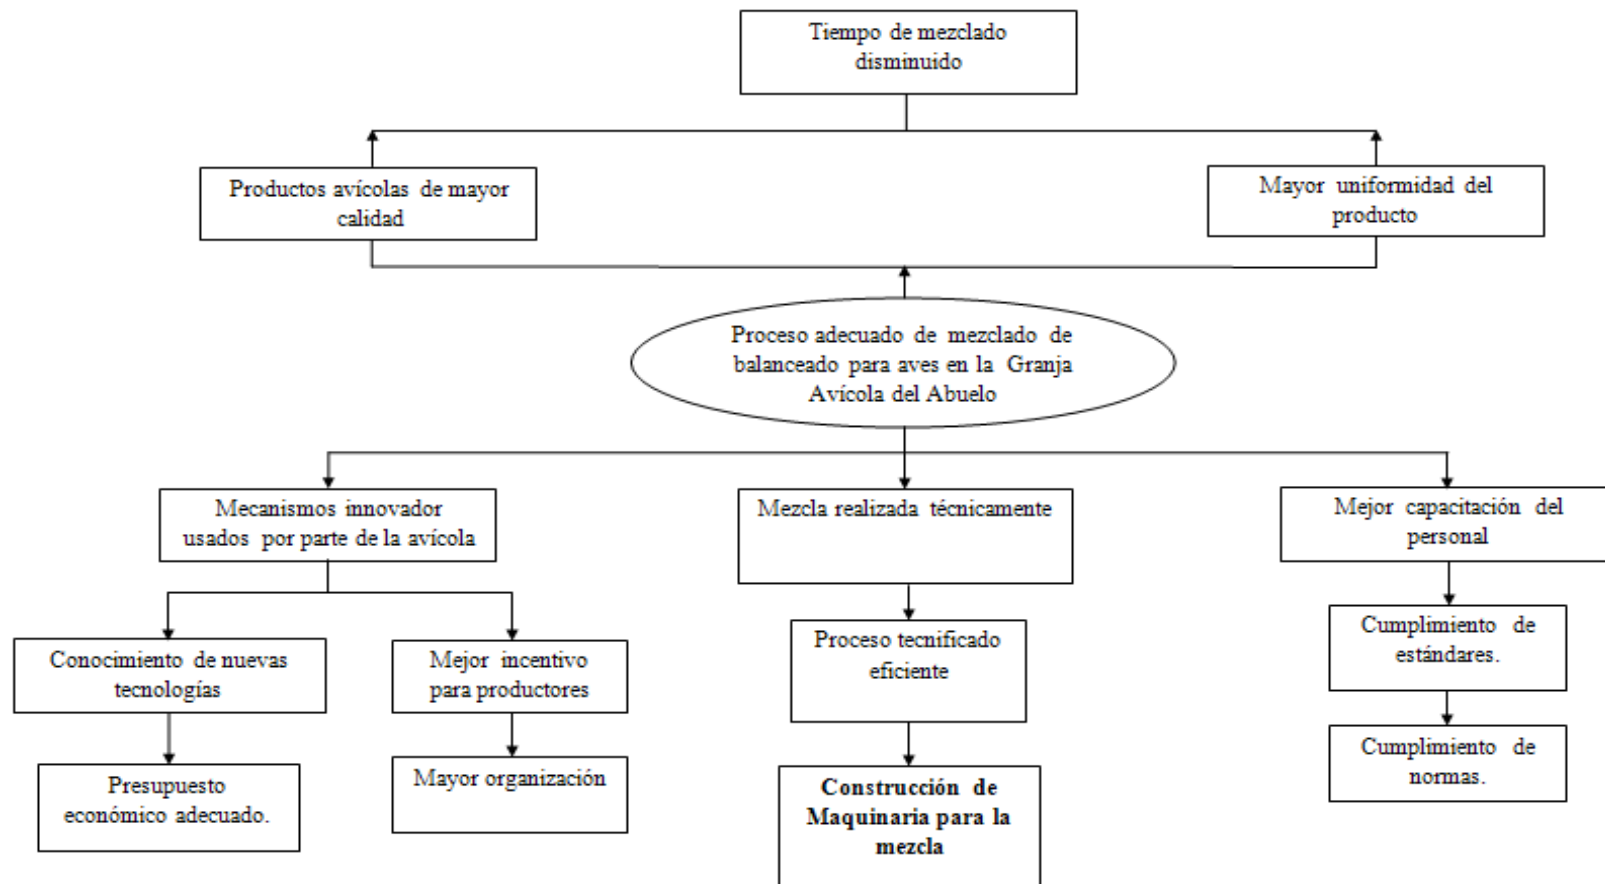 Tiempo de mezclado
disminuido
Productos avícolas de mayor
calidad
Mayor uniformidad del
producto
Proceso adecuado de mezclado de
balanceado para aves en la Granja
Avícola del Abuelo
Mecanismos innovador
usados por parte de la avícola
Mezcla realizada técnicamente
Mejor capacitación del
personal
Conocimiento de nuevas
tecnologías
Mejor incentivo
para productores
Proceso tecnificado
eficiente
Cumplimiento de
estándares.
Presupuesto
económico adecuado.
Mayor organización
Construcción de
Maquinaria para la
mezcla
Cumplimiento de
normas.